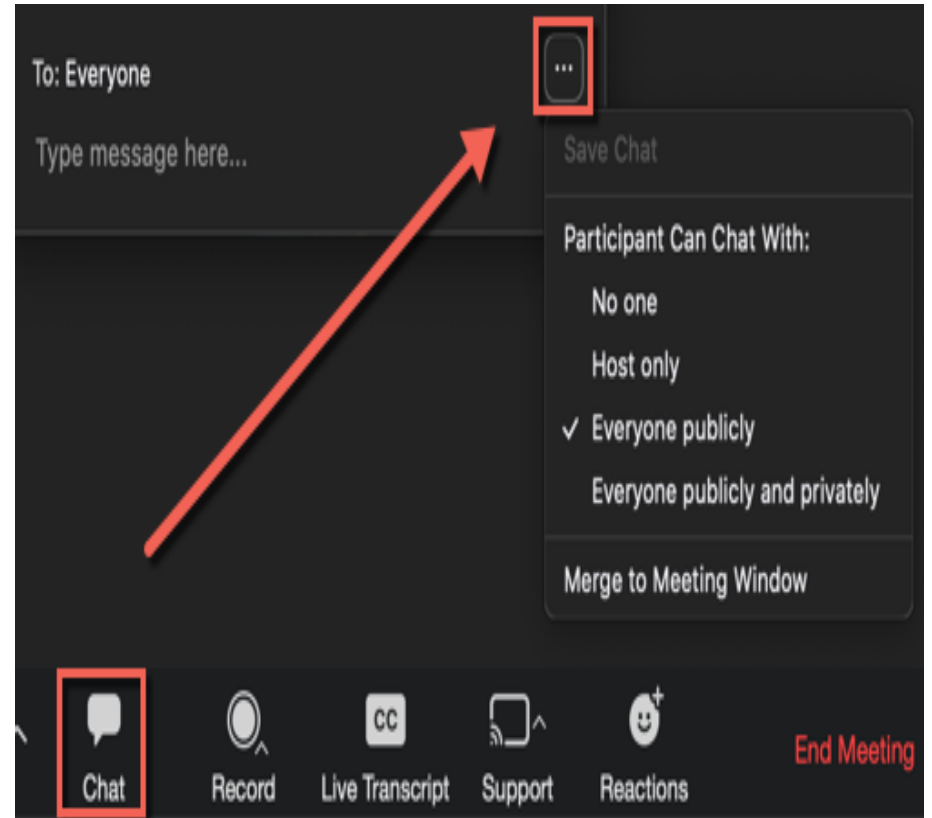 To: Everyone
...
Type message here...
Save Chat
Participant Can Chat With:
No one
Host only
✓ Everyone publicly
Everyone publicly and privately
Merge to Meeting Window
CC
Chat
Record
Live Transcript
Support
Reactions
End Meeting